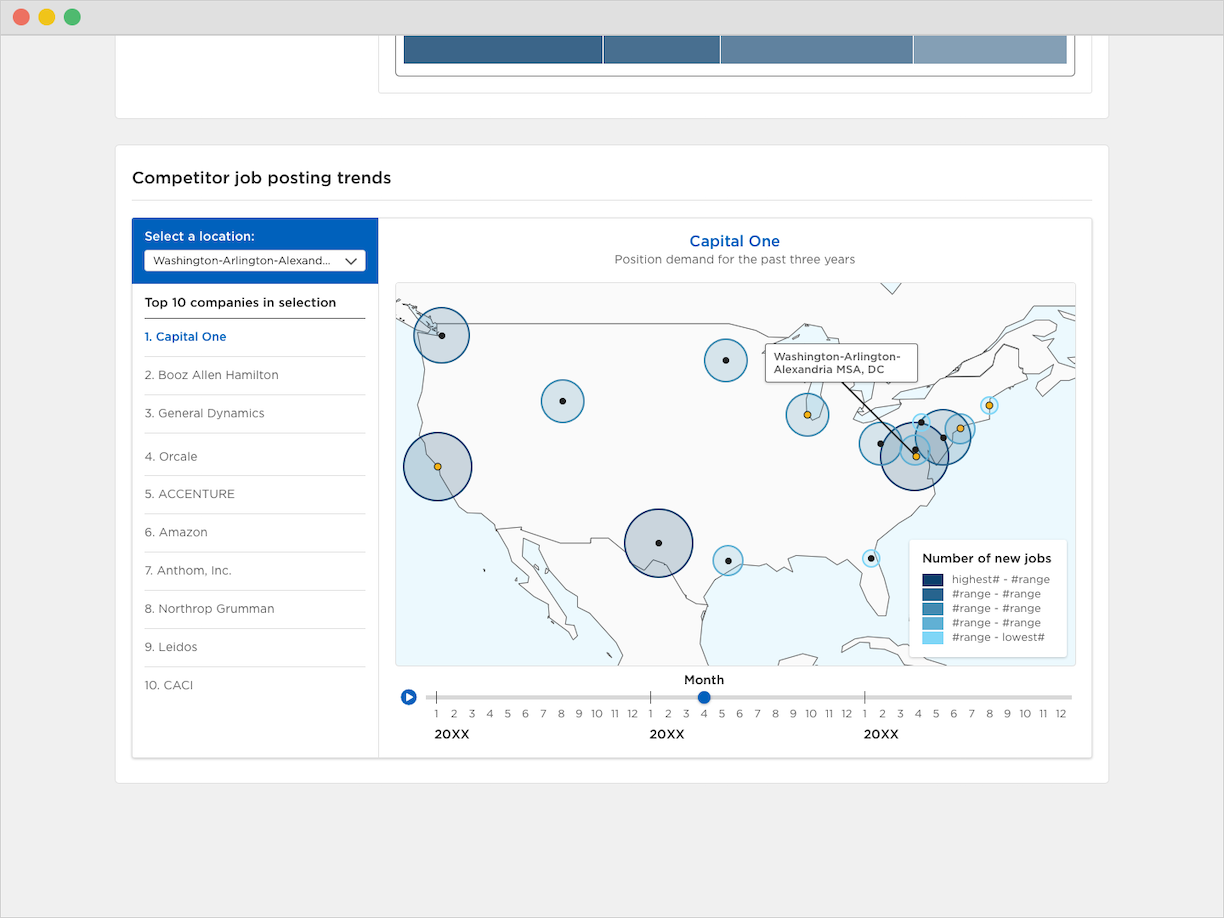 Competitor job posting trends
Select a location:
Washington-Arlington-Alexand...
Top 10 companies in selection
1. Capital One
2. Booz Allen Hamilton
3. General Dynamics
4. Orcale
5. ACCENTURE
6. Amazon
7. Anthom, Inc.
8. Northrop Grumman
9. Leidos
10. CACI
Capital One
Position demand for the past three years
Washington-Arlington-
Alexandria MSA, DC
Number of new jobs
highest# - #range
#range - #range
#range - #range
#range - #range
#range - lowest#
Month
1 2 3 4 5 6 7 8 9 10 11 12 1 2 3 4 5 6 7 8 9 10 11 12 1 2 3 4 5 6 7 8 9 10 11 12
20XX 20XX 20XX